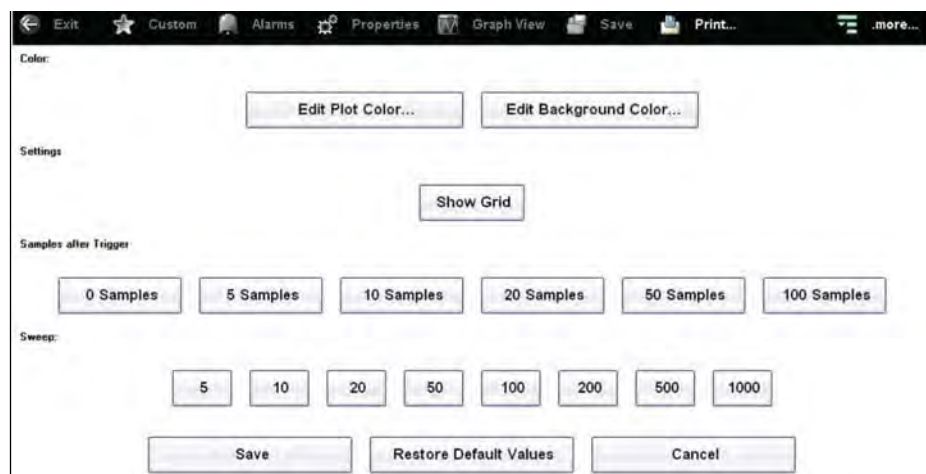 Exit Custom Alarms Properties Graph View Save Print... .more...
Color:
Edit Plot Color... Edit Background Color...
Settings
Show Grid
Samples after Trigger
0 Samples 5 Samples 10 Samples 20 Samples 50 Samples 100 Samples
Sweep:
5 10 20 50 100 200 500 1000
Save Restore Default Values Cancel